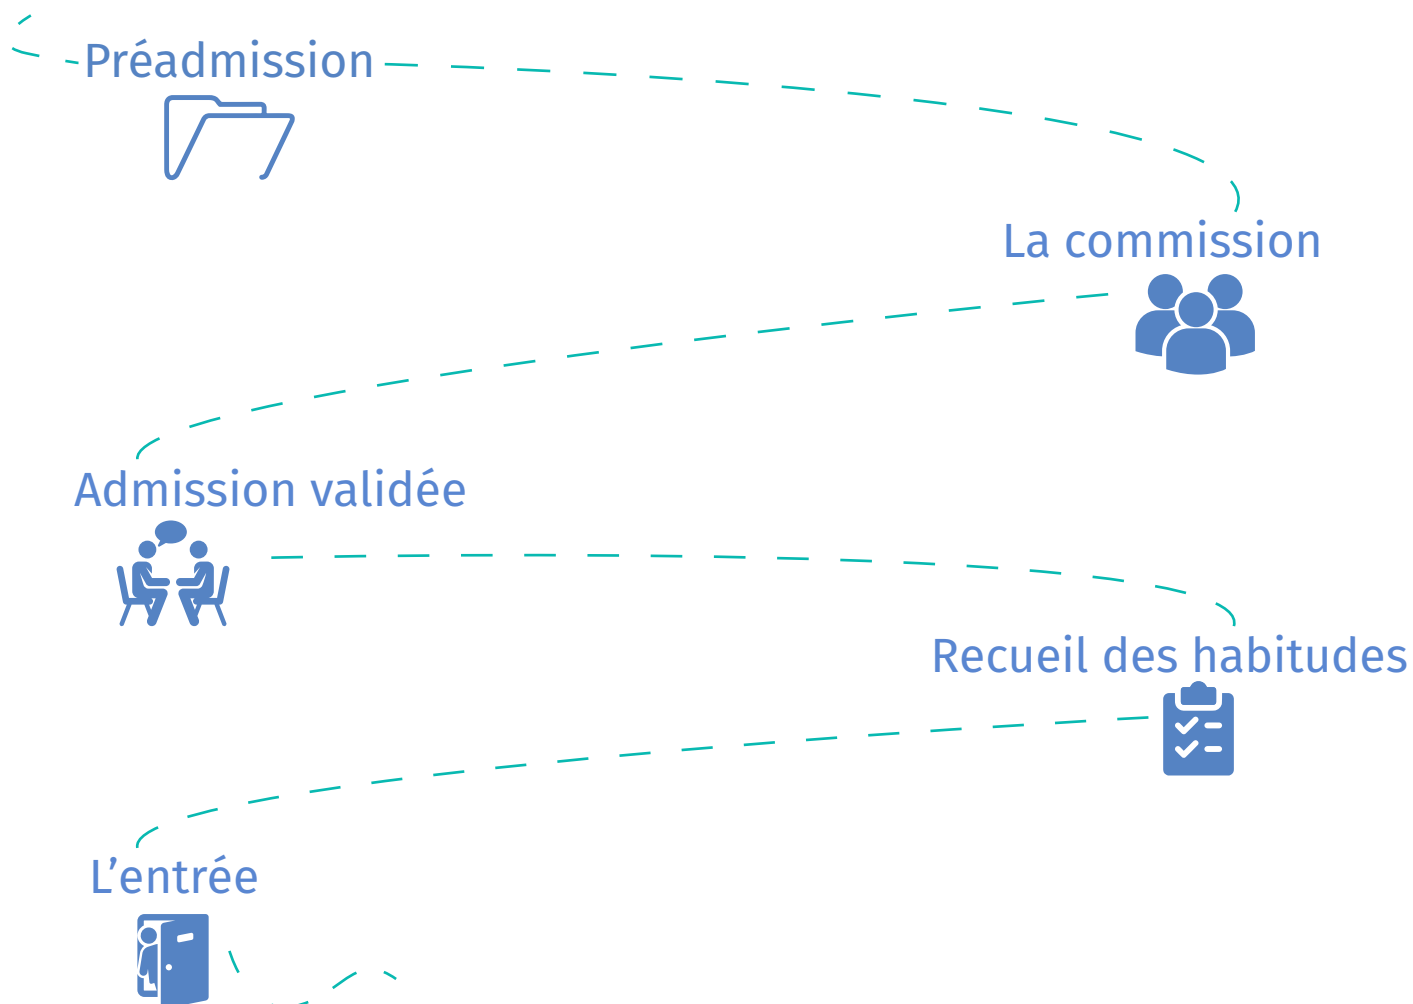 Préadmission
La commission
Admission validée
Recueil des habitudes
L’entrée